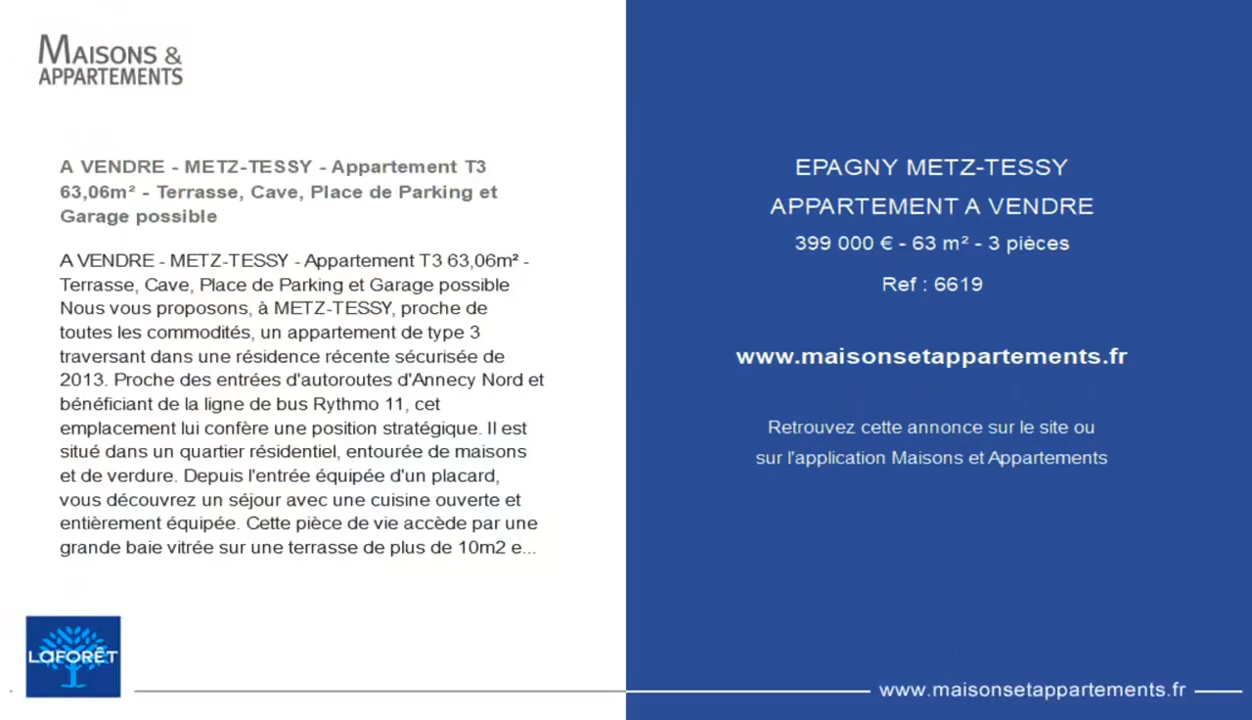 MAISONS &
APPARTEMENTS
A VENDRE - METZ-TESSY - Appartement T3
63,06m² - Terrasse, Cave, Place de Parking et
Garage possible
A VENDRE - METZ-TESSY - Appartement T3 63,06m² -
Terrasse, Cave, Place de Parking et Garage possible
Nous vous proposons, à METZ-TESSY, proche de
toutes les commodités, un appartement de type 3
traversant dans une résidence récente sécurisée de
2013. Proche des entrées d'autoroutes d'Annecy Nord et
bénéficiant de la ligne de bus Rythmo 11, cet
emplacement lui confère une position stratégique. Il est
situé dans un quartier résidentiel, entourée de maisons
et de verdure. Depuis l'entrée équipée d'un placard,
vous découvrez un séjour avec une cuisine ouverte et
entièrement équipée. Cette pièce de vie accède par une
grande baie vitrée sur une terrasse de plus de 10m2 e...
LAFORÊT
EPAGNY METZ-TESSY
APPARTEMENT A VENDRE
399 000 € - 63 m² - 3 pièces
Ref : 6619
www.maisonsetappartements.fr
Retrouvez cette annonce sur le site ou
sur l'application Maisons et Appartements
www.maisonsetappartements.fr